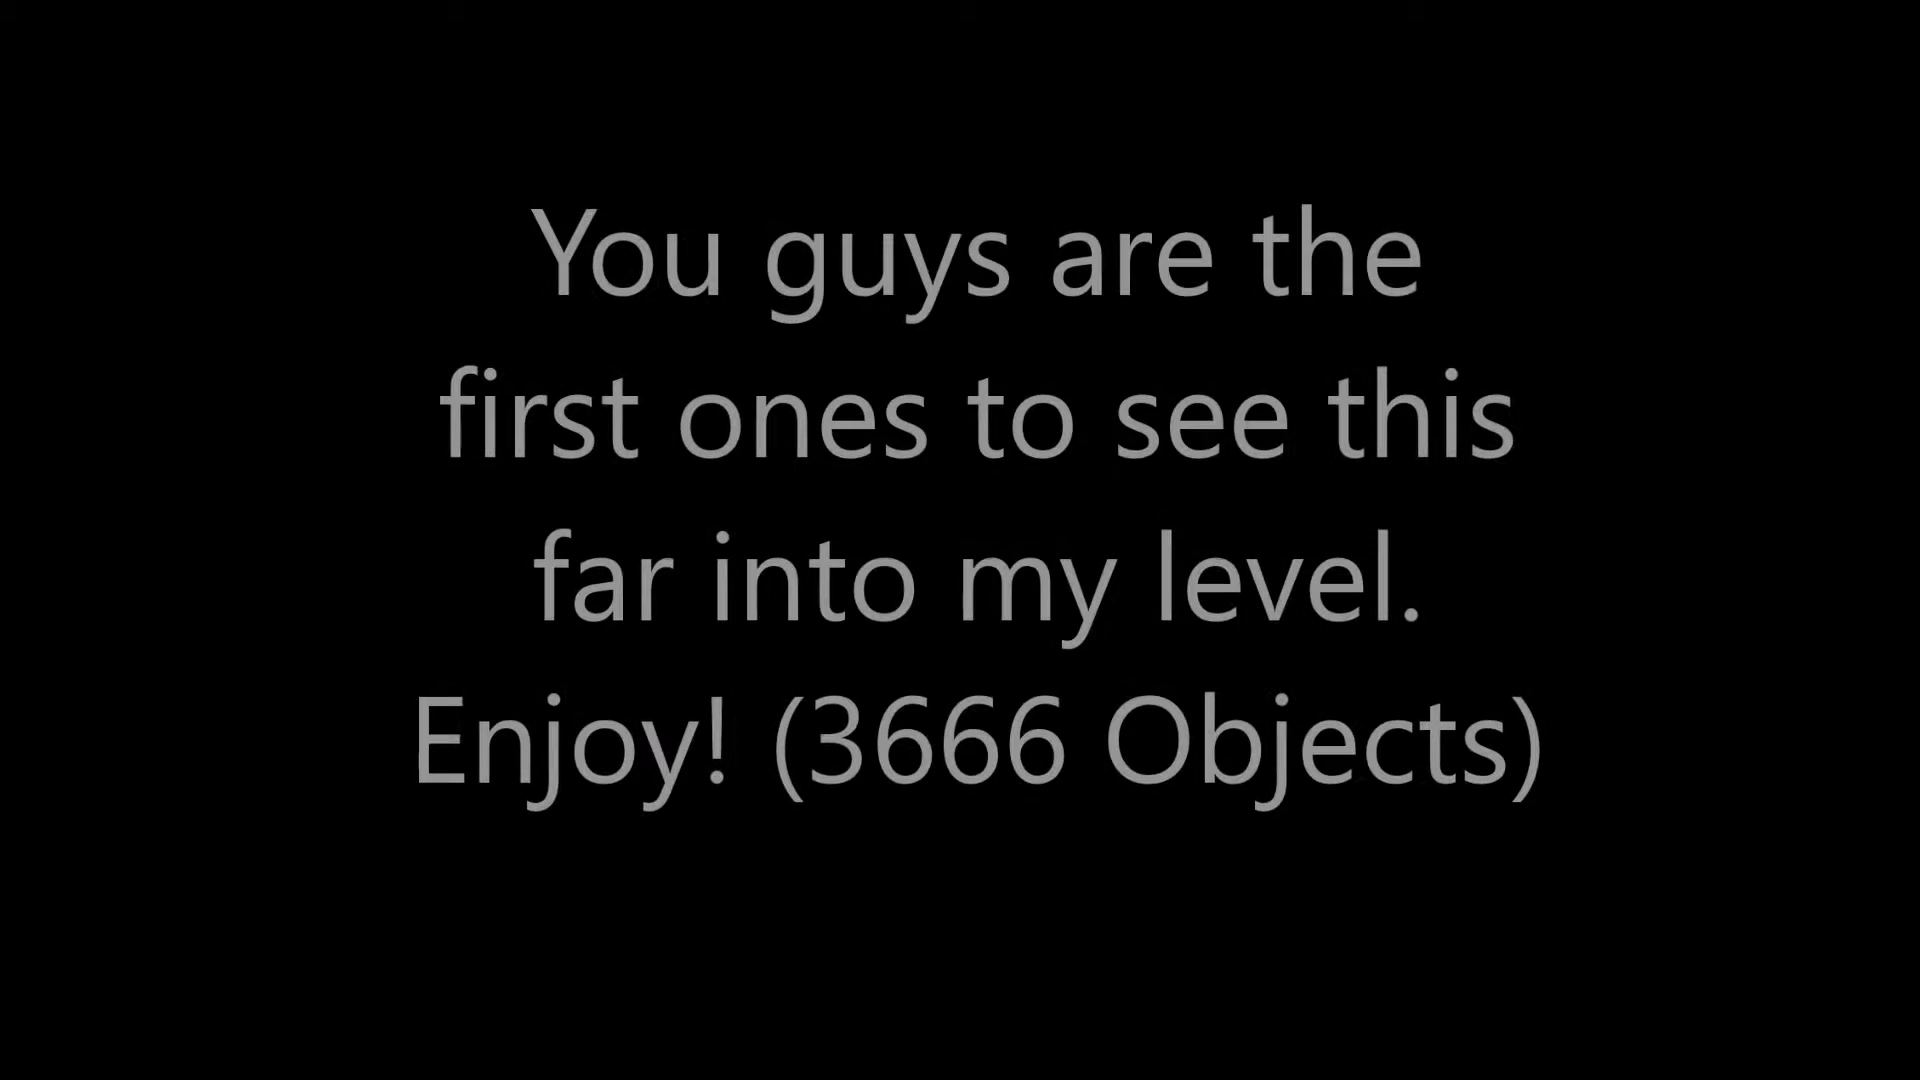 You guys are the
first ones to see this
far into my level.
Enjoy! (3666 Objects)